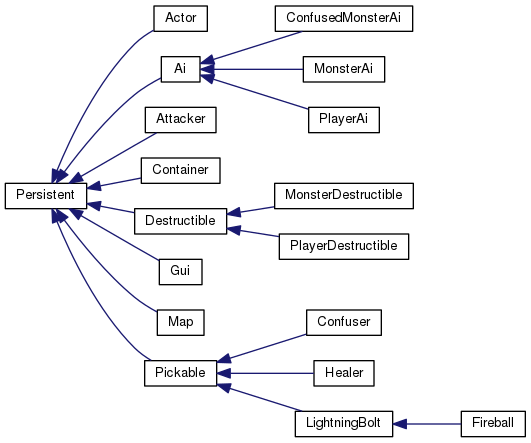 Actor
ConfusedMonsterAi
Ai
MonsterAi
PlayerAi
Attacker
Container
Persistent
MonsterDestructible
Destructible
PlayerDestructible
Gui
Map
Confuser
Pickable
Healer
LightningBolt
Fireball